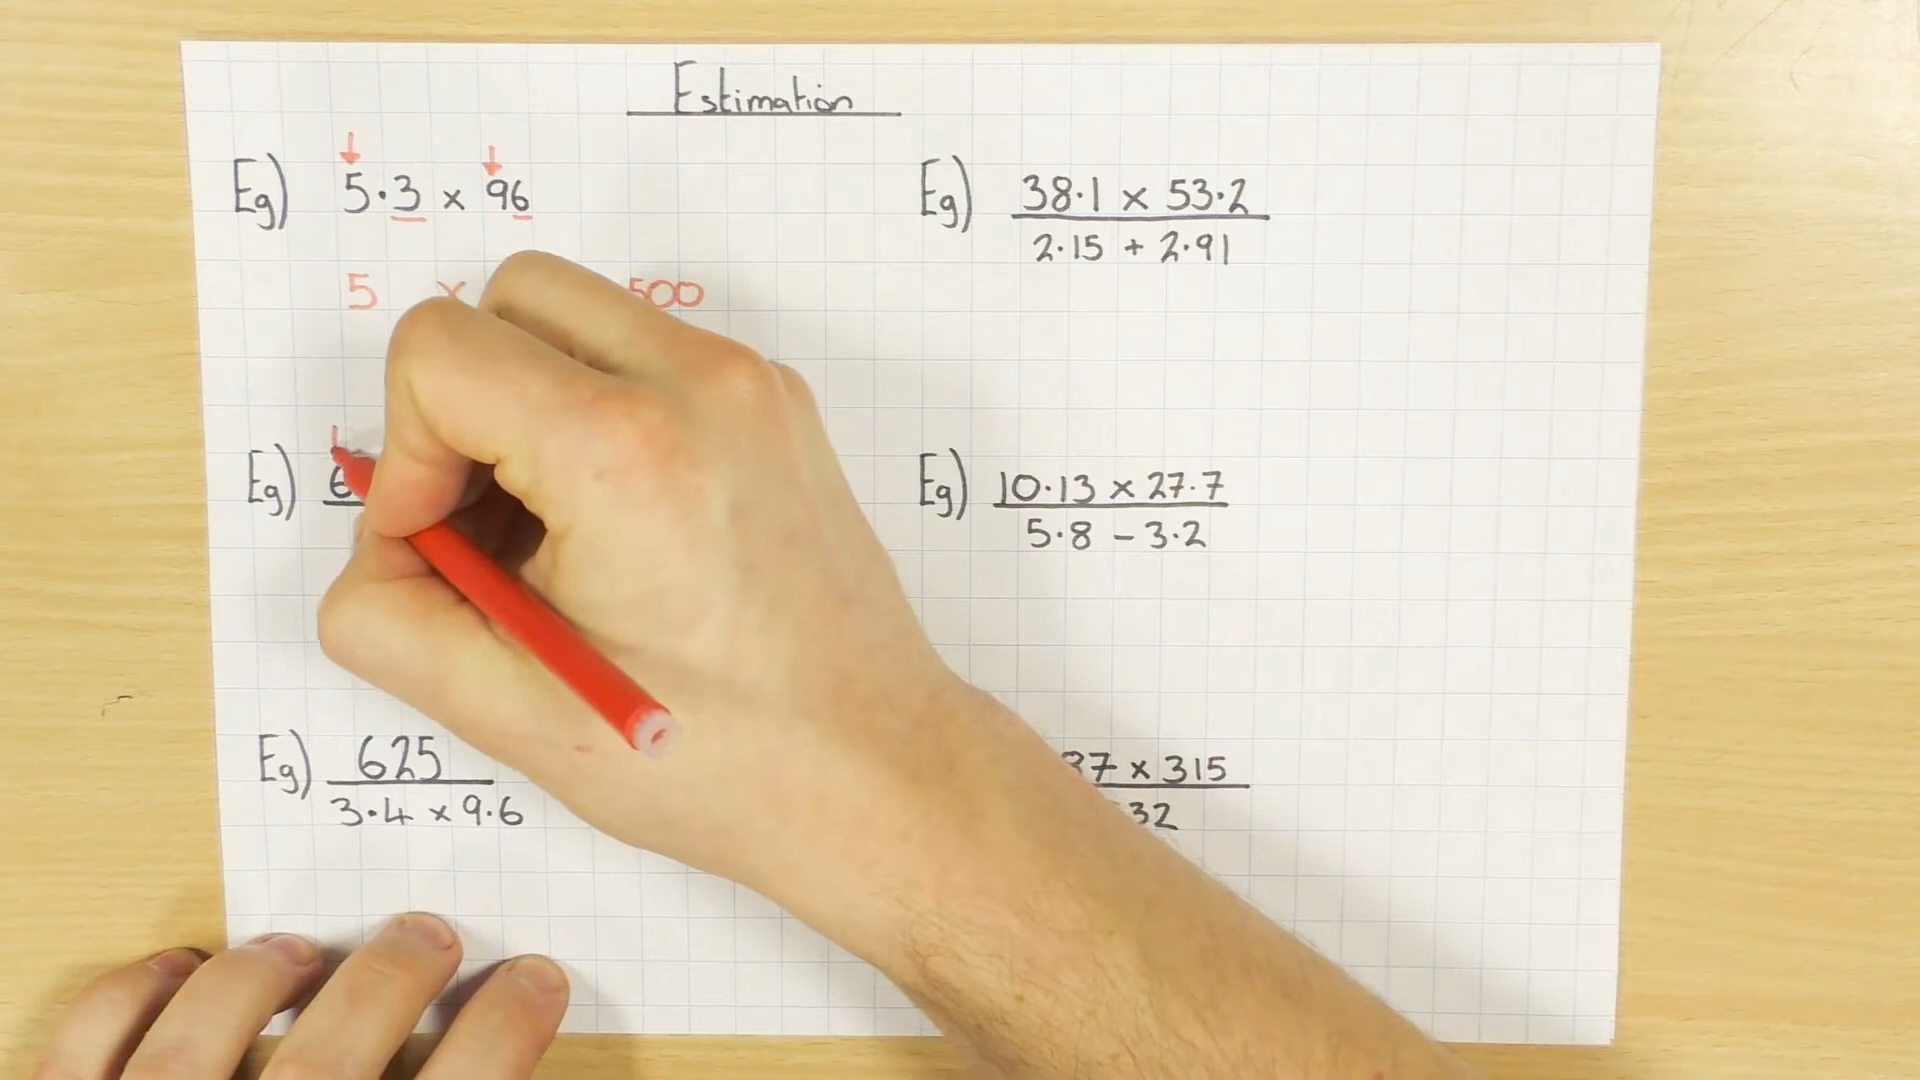 Estimation
Eg) 5.3 x 96
5 x 500
Eg) 6
Eg) 625
3.4 x 9.6
Eg) 38.1 x 53.2
2.15 + 2.91
Eg) 10.13 x 27.7
5.8 - 3.2
7 x 315
32